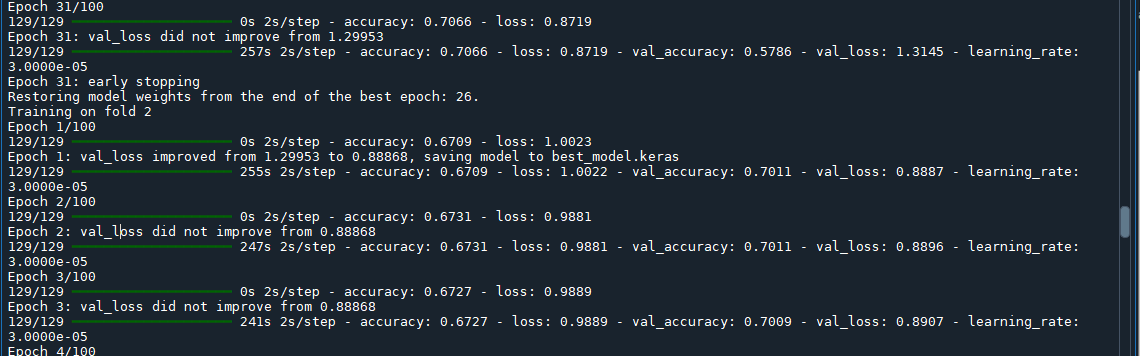 Epoch 31/100
129/129 0s 2s/step - accuracy: 0.7066 - loss: 0.8719
Epoch 31: val_loss did not improve from 1.29953
129/129 257s 2s/step - accuracy: 0.7066 - loss: 0.8719 - val_accuracy: 0.5786 - val_loss: 1.3145 - learning_rate:
3.0000e-05
Epoch 31: early stopping
Restoring model weights from the end of the best epoch: 26.
Training on fold 2
Epoch 1/100
129/129 0s 2s/step - accuracy: 0.6709 - loss: 1.0023
Epoch 1: val_loss improved from 1.29953 to 0.88868, saving model to best_model.keras
129/129 255s 2s/step - accuracy: 0.6709 - loss: 1.0022 - val_accuracy: 0.7011 - val_loss: 0.8887 - learning_rate:
3.0000e-05
Epoch 2/100
129/129 0s 2s/step - accuracy: 0.6731 - loss: 0.9881
Epoch 2: val_loss did not improve from 0.88868
129/129 247s 2s/step - accuracy: 0.6731 - loss: 0.9881 - val_accuracy: 0.7011 - val_loss: 0.8896 - learning_rate:
3.0000e-05
Epoch 3/100
129/129 0s 2s/step - accuracy: 0.6727 - loss: 0.9889
Epoch 3: val_loss did not improve from 0.88868
129/129 241s 2s/step - accuracy: 0.6727 - loss: 0.9889 - val_accuracy: 0.7009 - val_loss: 0.8907 - learning_rate:
3.0000e-05
Epoch 4/100